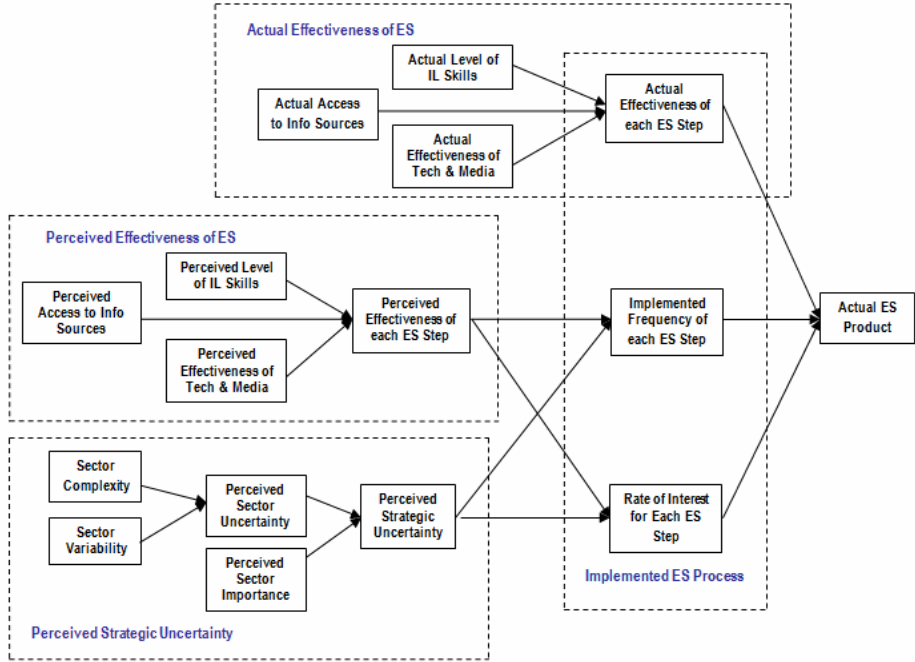 Actual Effectiveness of ES
Actual Level of
IL Skills
Actual Access
to Info Sources
Actual
Effectiveness of
Tech & Media
Actual
Effectiveness of
each ES Step
Perceived Effectiveness of ES
Perceived Level
of IL Skills
Perceived
Access to Info
Sources
Perceived
Effectiveness of
Tech & Media
Perceived
Effectiveness of
each ES Step
Implemented
Frequency of
each ES Step
Actual ES
Product
Sector
Complexity
Sector
Variability
Perceived
Sector
Uncertainty
Perceived
Sector
Importance
Perceived
Strategic
Uncertainty
Rate of Interest
for Each ES
Step
Implemented ES Process
Perceived Strategic Uncertainty